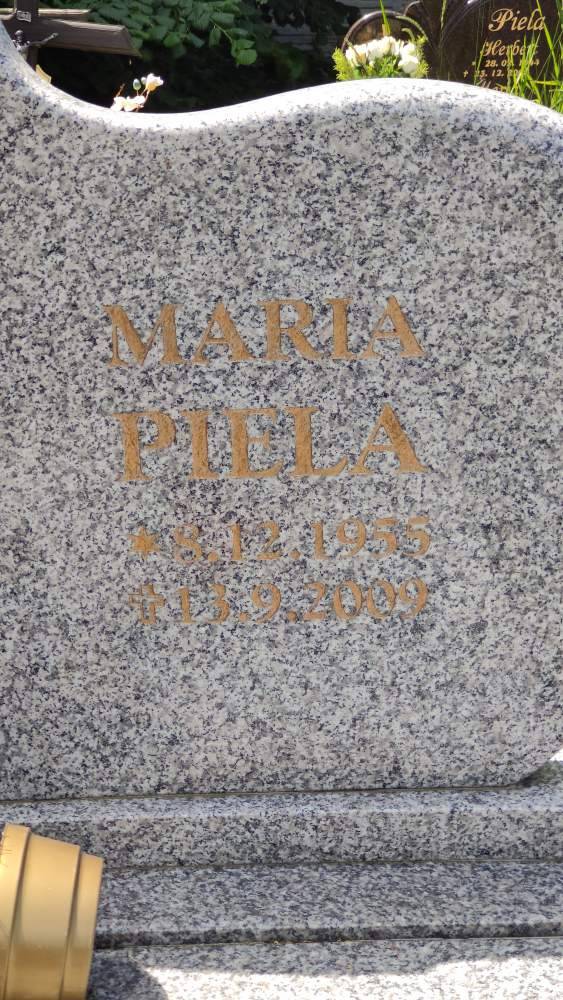 Piela
Herbert
MARIA
PIELA
* 8.12.1955
✞ 13.9.2009